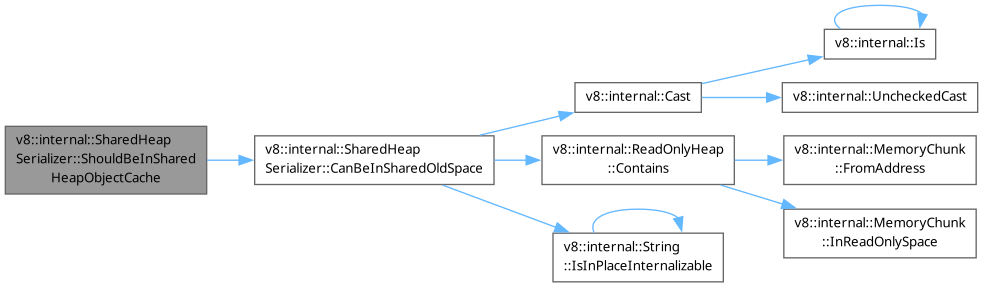 v8::internal::SharedHeap
Serializer::ShouldBeInShared
HeapObjectCache
v8::internal::SharedHeap
Serializer::CanBeInSharedOldSpace
v8::internal::Cast
v8::internal::Is
v8::internal::UncheckedCast
v8::internal::ReadOnlyHeap
::Contains
v8::internal::MemoryChunk
::FromAddress
v8::internal::MemoryChunk
::InReadOnlySpace
v8::internal::String
::IsInPlaceInternalizable